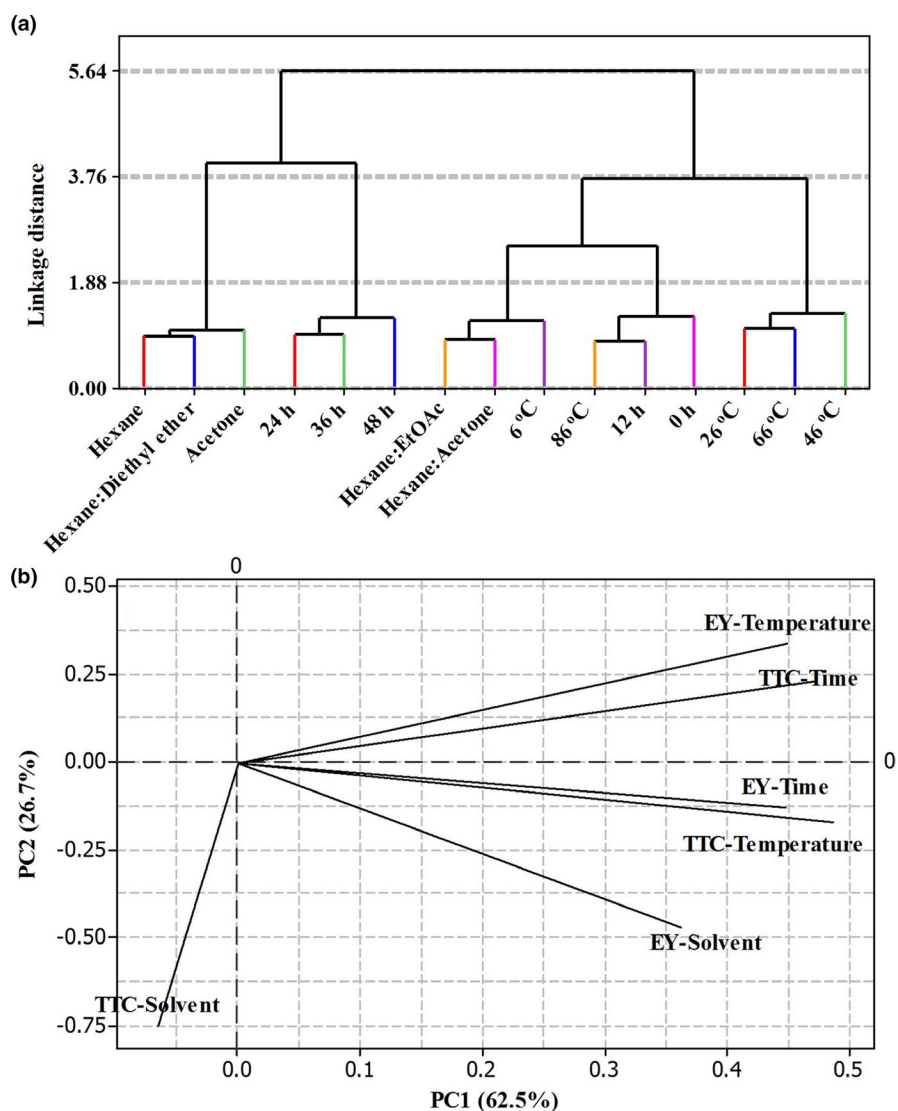 (a)
5.64
3.76
1.88
0.00
Linkage distance
Hexane
Hexane:Diethyl ether
Acetone
24 h
36 h
48 h
Hexane:EtOAc
Hexane:Acetone
6 ºC
86ºC
12 h
0 h
26 ºC
66 ºC
46 ºC
(b)
0
0.50
0.25
0.00
-0.25
-0.50
-0.75
PC2 (26.7%)
EY-Temperature
TTC-Time
0
EY-Time
TTC-Temperature
EY-Solvent
TTC-Solvent
0.0
0.1
0.2
0.3
0.4
0.5
PC1 (62.5%)